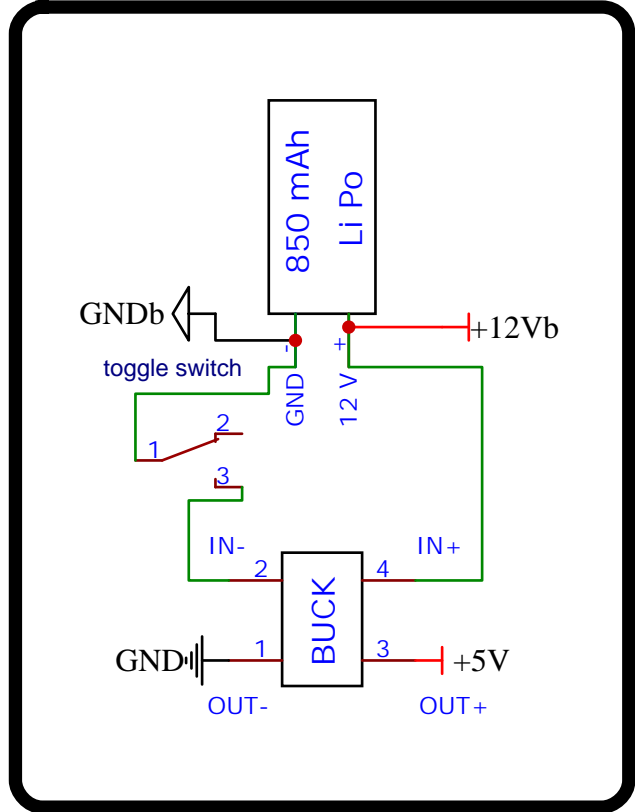 850 mAh
Li Po
GNDb
- +
+12Vb
toggle switch
GND
12 V
2
1
3
IN-
IN+
2
4
BUCK
GND
1
3
+5V
OUT-
OUT+